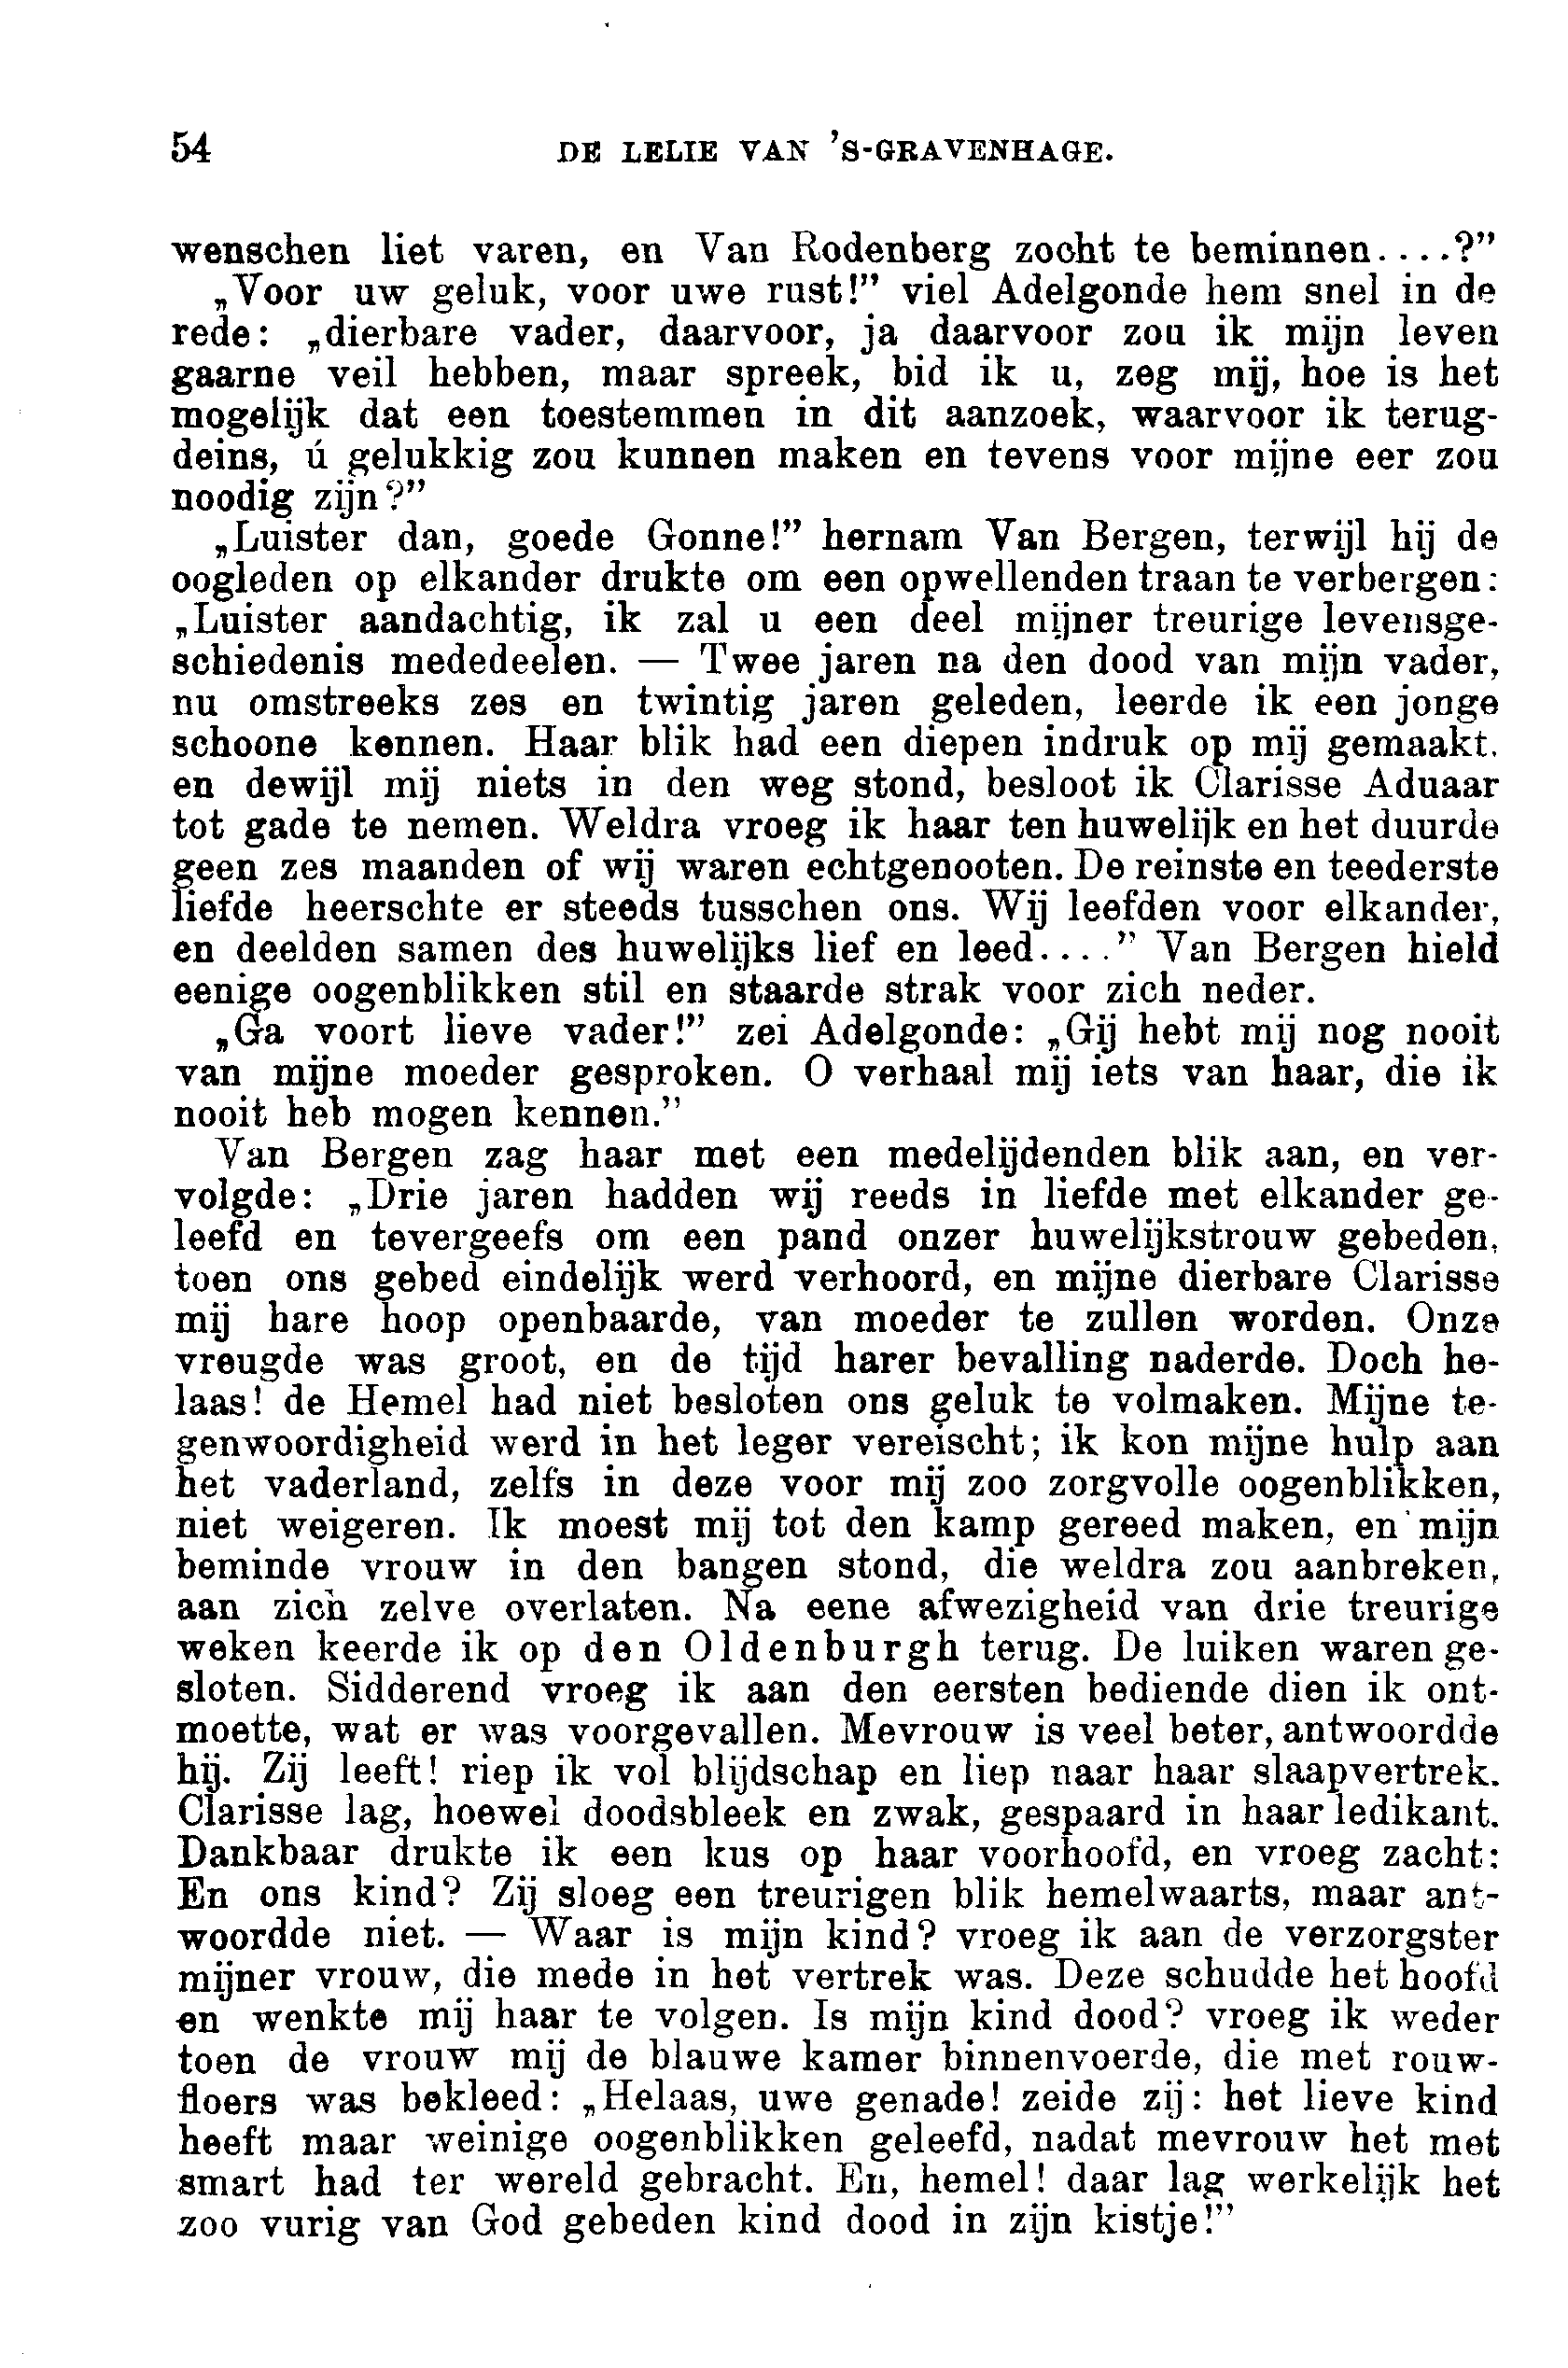 54 DE LELIE VAN 'S-GRAVENHAGE.
wenschen liet varen, en Van Rodenberg zocht te beminnen....?”
„Voor uw geluk, voor uwe rust!” viel Adelgonde hem snel in de
rede: „dierbare vader, daarvoor, ja daarvoor zou ik mijn leven
gaarne veil hebben, maar spreek, bid ik u, zeg mij, hoe is het
mogelijk dat een toestemmen in dit aanzoek, waarvoor ik terug-
deins, ú gelukkig zou kunnen maken en tevens voor mijne eer zou
noodig zijn?”
„Luister dan, goede Gonne!” hernam Van Bergen, terwijl hij de
oogleden op elkander drukte om een opwellenden traan te verbergen:
„Luister aandachtig, ik zal u een deel mijner treurige levensge-
schiedenis mededeelen. — Twee jaren na den dood van mijn vader,
nu omstreeks zes en twintig jaren geleden, leerde ik een jonge
schoone kennen. Haar blik had een diepen indruk op mij gemaakt,
en dewijl mij niets in den weg stond, besloot ik Clarisse Aduaar
tot gade te nemen. Weldra vroeg ik haar ten huwelijk en het duurde
geen zes maanden of wij waren echtgenooten. De reinste en teederste
liefde heerschte er steeds tusschen ons. Wij leefden voor elkander,
en deelden samen des huwelijks lief en leed....” Van Bergen hield
eenige oogenblikken stil en staarde strak voor zich neder.
„Ga voort lieve vader!” zei Adelgonde: „Gij hebt mij nog nooit
van mijne moeder gesproken. O verhaal mij iets van haar, die ik
nooit heb mogen kennen.”
Van Bergen zag haar met een medelijdenden blik aan, en ver-
volgde: „Drie jaren hadden wij reeds in liefde met elkander ge-
leefd en tevergeefs om een pand onzer huwelijkstrouw gebeden,
toen ons gebed eindelijk werd verhoord, en mijne dierbare Clarisse
mij hare hoop openbaarde, van moeder te zullen worden. Onze
vreugde was groot, en de tijd harer bevalling naderde. Doch he-
laas! de Hemel had niet besloten ons geluk te volmaken. Mijne te-
genwoordigheid werd in het leger vereischt; ik kon mijne hulp aan
het vaderland, zelfs in deze voor mij zoo zorgvolle oogenblikken,
niet weigeren. Ik moest mij tot den kamp gereed maken, en mijn
beminde vrouw in den bangen stond, die weldra zou aanbreken,
aan zich zelve overlaten. Na eene afwezigheid van drie treurige
weken keerde ik op den Oldenburgh terug. De luiken waren ge-
sloten. Sidderend vroeg ik aan den eersten bediende dien ik ont-
moette, wat er was voorgevallen. Mevrouw is veel beter, antwoordde
hij. Zij leeft! riep ik vol blijdschap en liep naar haar slaapvertrek.
Clarisse lag, hoewel doodsbleek en zwak, gespaard in haar ledikant.
Dankbaar drukte ik een kus op haar voorhoofd, en vroeg zacht:
En ons kind? Zij sloeg een treurigen blik hemelwaarts, maar ant-
woordde niet. — Waar is mijn kind? vroeg ik aan de verzorgster
mijner vrouw, die mede in het vertrek was. Deze schudde het hoofd
en wenkte mij haar te volgen. Is mijn kind dood? vroeg ik weder
toen de vrouw mij de blauwe kamer binnenvoerde, die met rouw-
floers was bekleed: „Helaas, uwe genade! zeide zij: het lieve kind
heeft maar weinige oogenblikken geleefd, nadat mevrouw het met
smart had ter wereld gebracht. En, hemel! daar lag werkelijk het
zoo vurig van God gebeden kind dood in zijn kistje!”